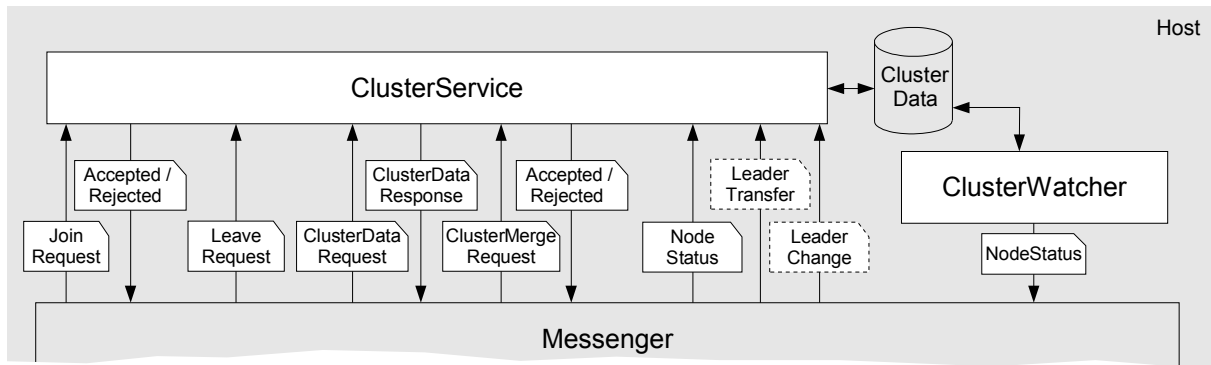 Host
ClusterService
Cluster
Data
ClusterWatcher
Accepted /
Rejected
ClusterData
Response
Accepted /
Rejected
Leader
Transfer
Join
Request
Leave
Request
ClusterData
Request
ClusterMerge
Request
Node
Status
Leader
Change
NodeStatus
Messenger